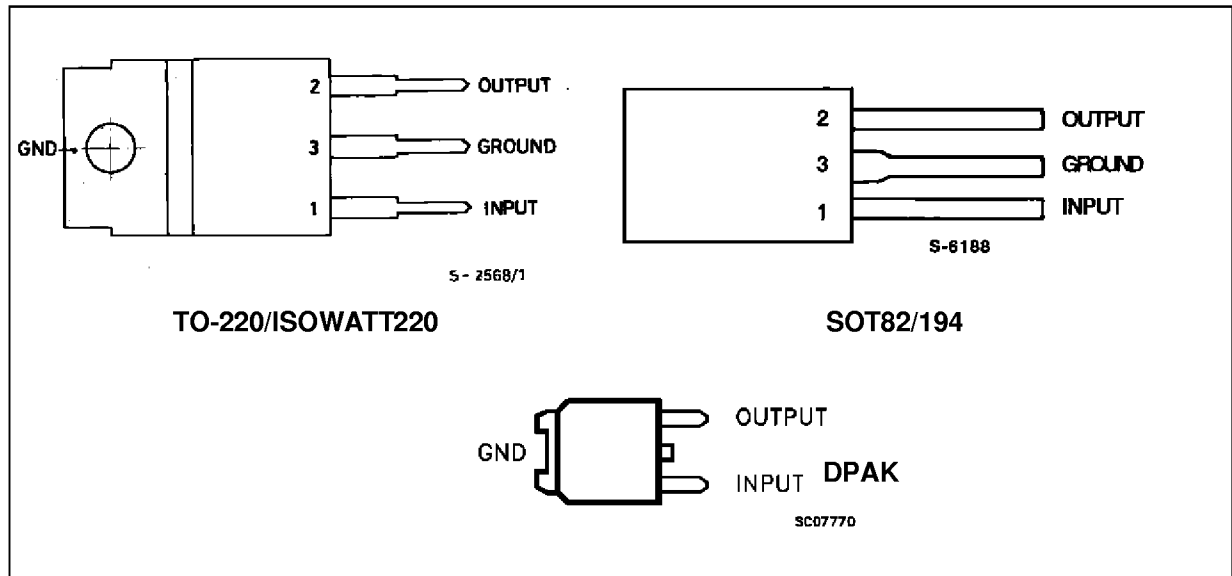 2 OUTPUT
GND
3 GROUND
1 INPUT
S - 2568/1
TO-220/ISOWATT220
2 OUTPUT
3 GROUND
1 INPUT
S-6188
SOT82/194
OUTPUT
GND
INPUT DPAK
SC07770